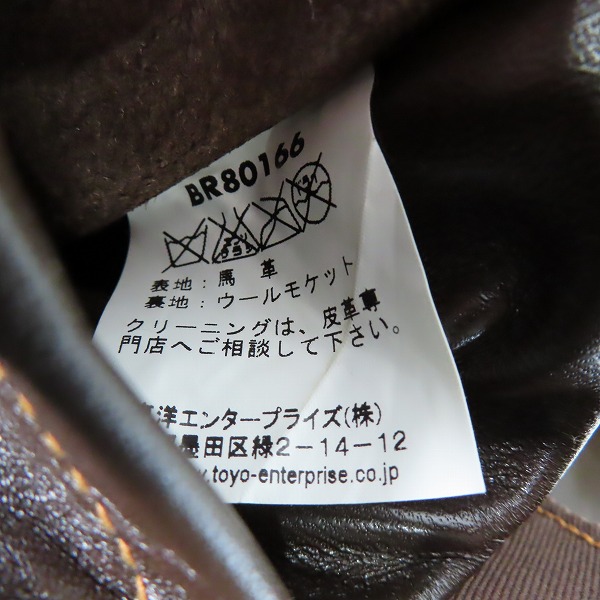 BR80166
表地:馬 革
裏地:ウールモケット
クリーニングは、皮革専
門店へご相談して下さい。
洋エンタープライズ(株)
墨田区緑2-14-12
.toyo-enterprise.co.jp